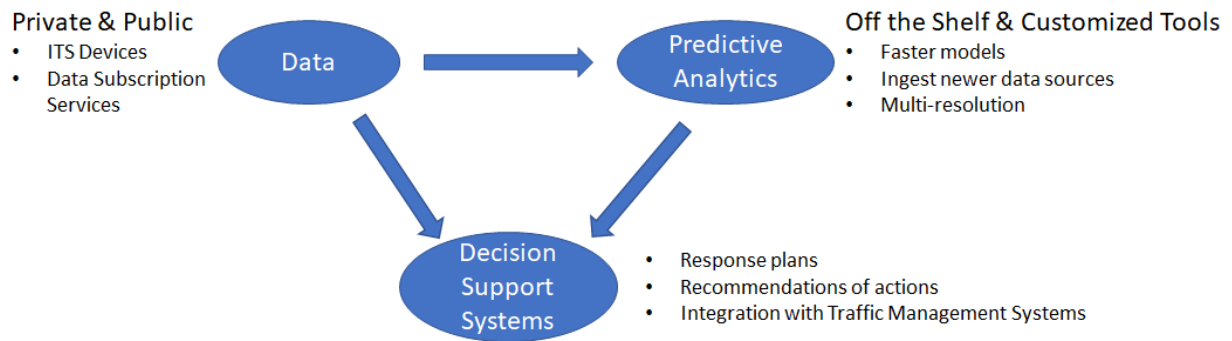 Private & Public
• ITS Devices
• Data Subscription
Services
Data
Predictive
Analytics
Off the Shelf & Customized Tools
• Faster models
• Ingest newer data sources
• Multi-resolution
Decision
Support
Systems
• Response plans
• Recommendations of actions
• Integration with Traffic Management Systems